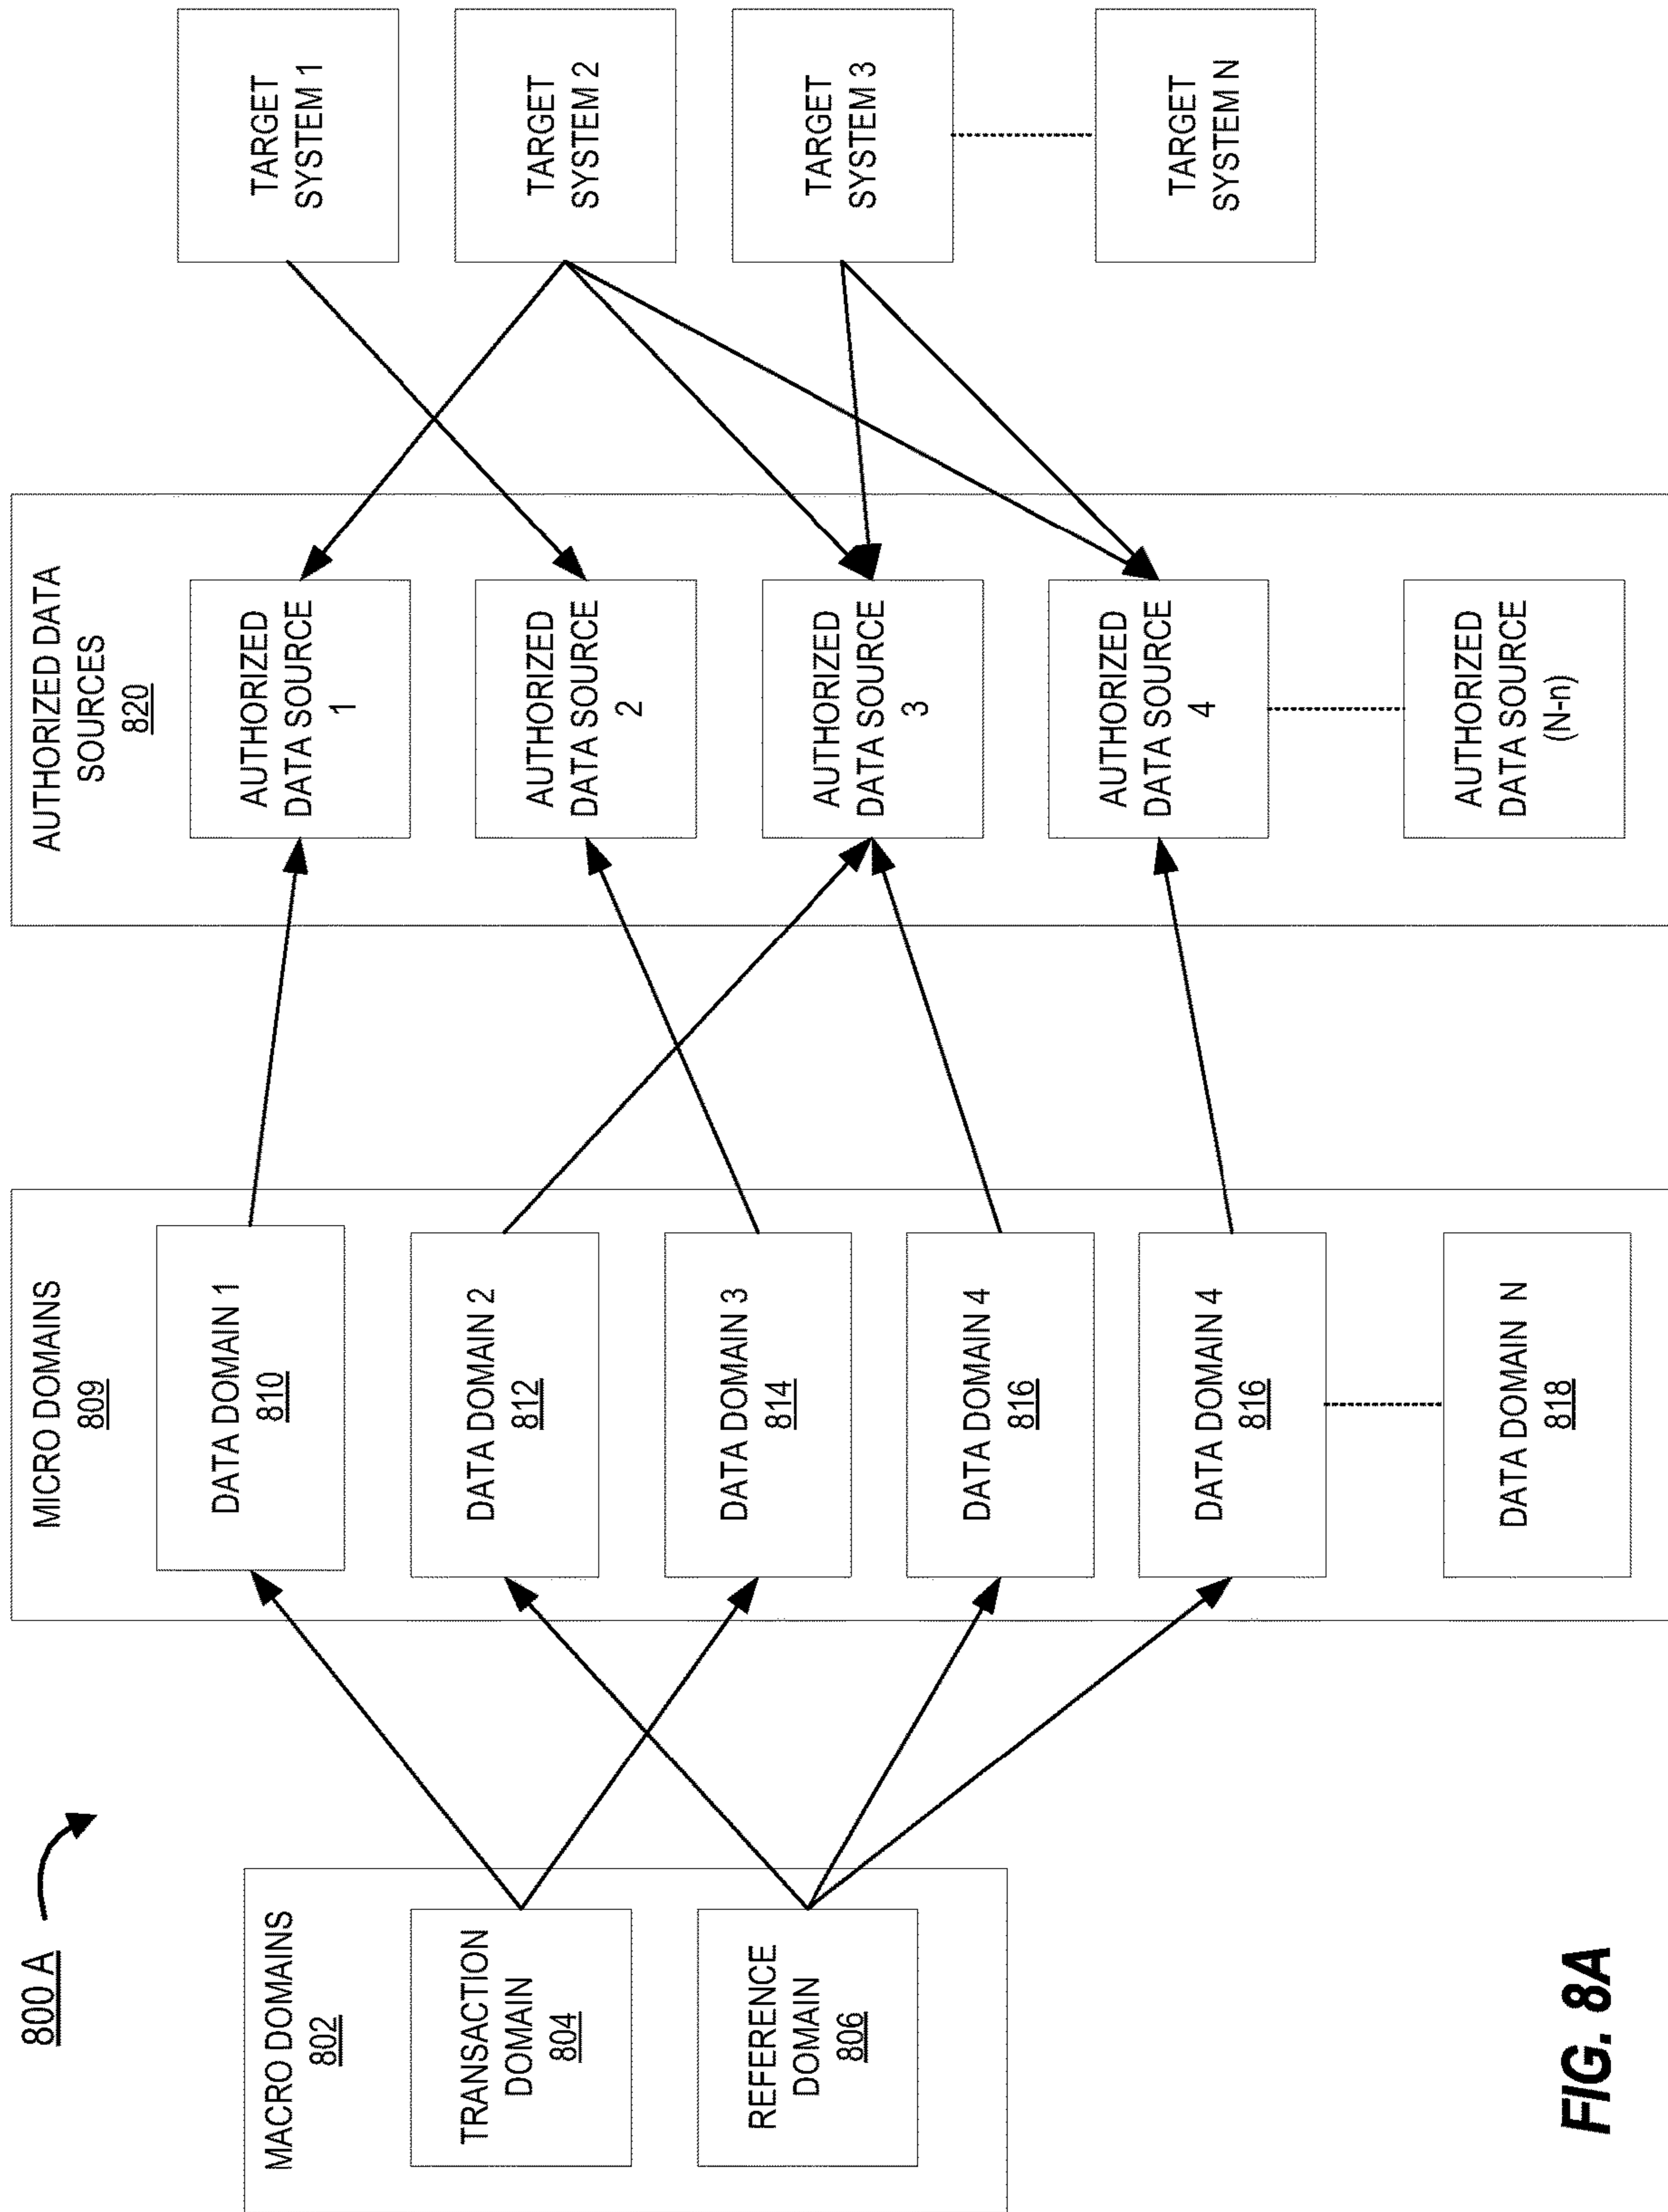 800 A
MACRO DOMAINS
802
TRANSACTION
DOMAIN
804
REFERENCE
DOMAIN
806
MICRO DOMAINS
809
DATA DOMAIN 1
810
DATA DOMAIN 2
812
DATA DOMAIN 3
814
DATA DOMAIN 4
816
DATA DOMAIN 4
816
DATA DOMAIN N
818
AUTHORIZED DATA
SOURCES
820
AUTHORIZED
DATA SOURCE
1
AUTHORIZED
DATA SOURCE
2
AUTHORIZED
DATA SOURCE
3
AUTHORIZED
DATA SOURCE
4
AUTHORIZED
DATA SOURCE
(N-n)
TARGET
SYSTEM 1
TARGET
SYSTEM 2
TARGET
SYSTEM 3
TARGET
SYSTEM N
FIG. 8A